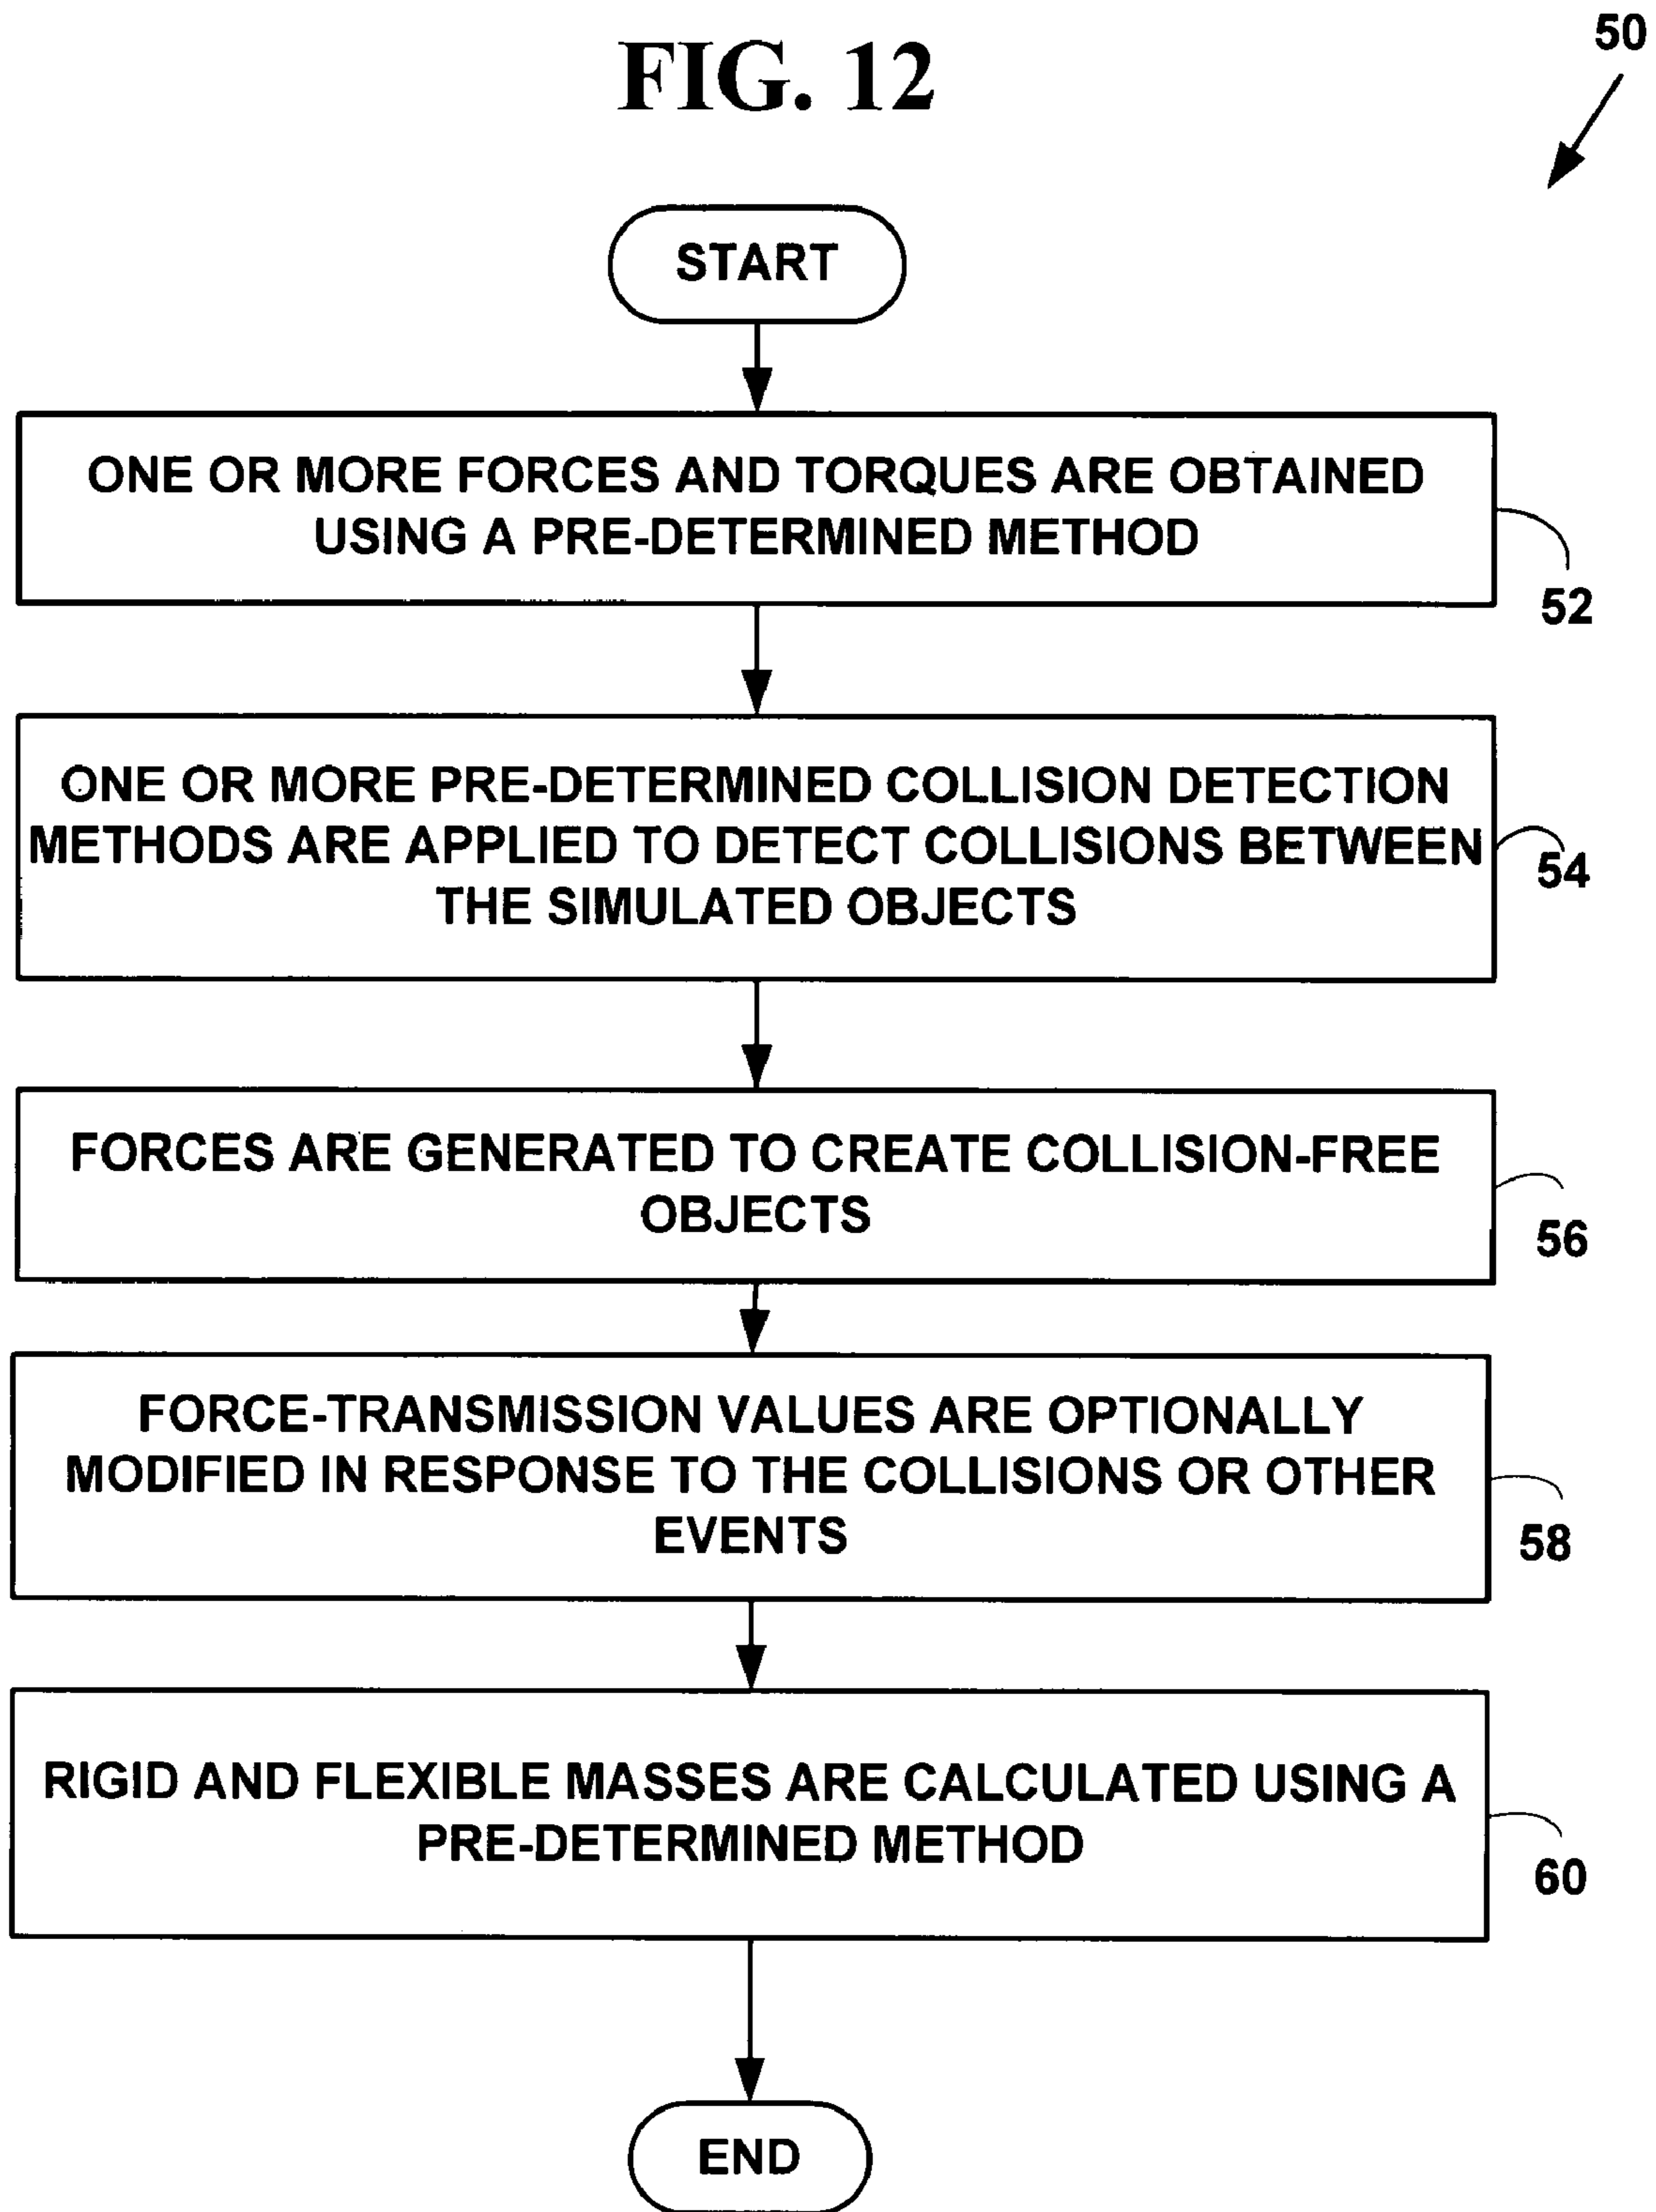 FIG. 12
50
START
ONE OR MORE FORCES AND TORQUES ARE OBTAINED
USING A PRE-DETERMINED METHOD
52
ONE OR MORE PRE-DETERMINED COLLISION DETECTION
METHODS ARE APPLIED TO DETECT COLLISIONS BETWEEN
THE SIMULATED OBJECTS
54
FORCES ARE GENERATED TO CREATE COLLISION-FREE
OBJECTS
56
FORCE-TRANSMISSION VALUES ARE OPTIONALLY
MODIFIED IN RESPONSE TO THE COLLISIONS OR OTHER
EVENTS
58
RIGID AND FLEXIBLE MASSES ARE CALCULATED USING A
PRE-DETERMINED METHOD
60
END